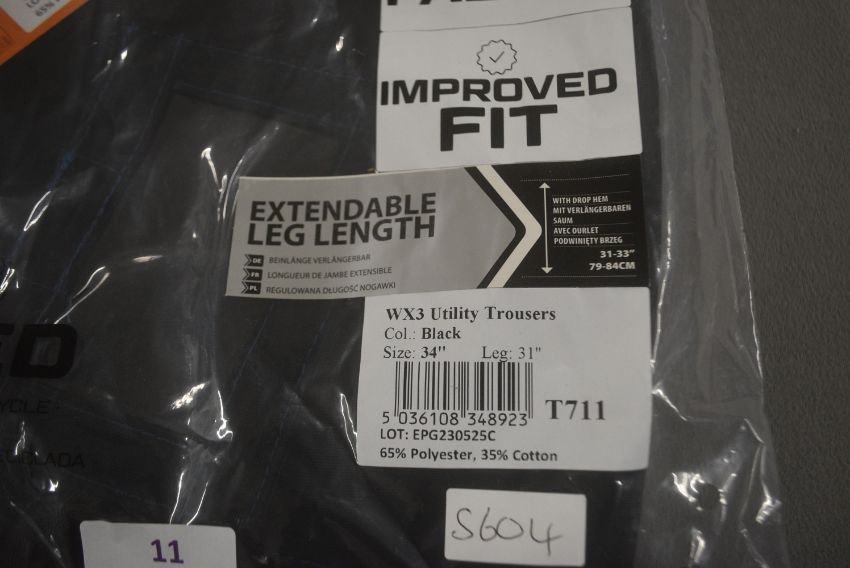 IMPROVED
FIT
EXTENDABLE
LEG LENGTH
DE BEINLÄNGE VERLÄNGERBAR
FR LONGUEUR DE JAMBE EXTENSIBLE
PL REGULOWANA DŁUGOŚĆ NOGAWKI
WITH DROP HEM
MIT VERLÄNGERBAREN
SAUM
AVEC OURLET
PODWINIĘTY BRZEG
31-33"
79-84CM
WX3 Utility Trousers
Col.: Black
Size: 34" Leg: 31"
5 036108 348923
T711
LOT: EPG230525C
65% Polyester, 35% Cotton
S604
11